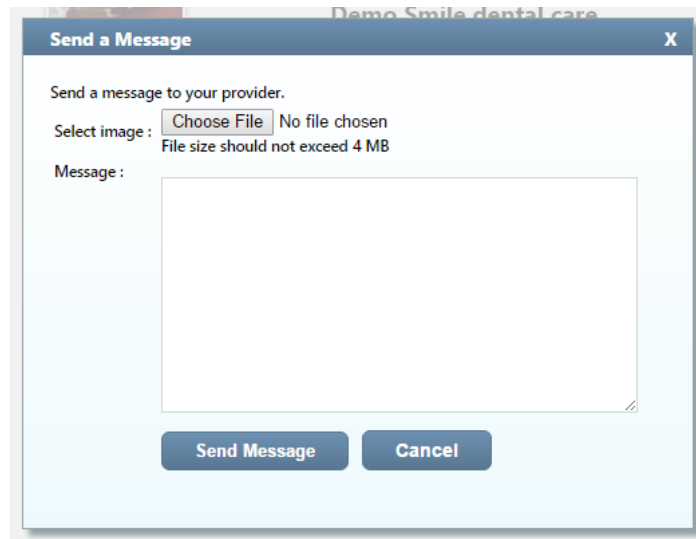 Demo Smile dental care
Send a Message X
Send a message to your provider.
Select image : Choose File No file chosen
File size should not exceed 4 MB
Message :
Send Message Cancel